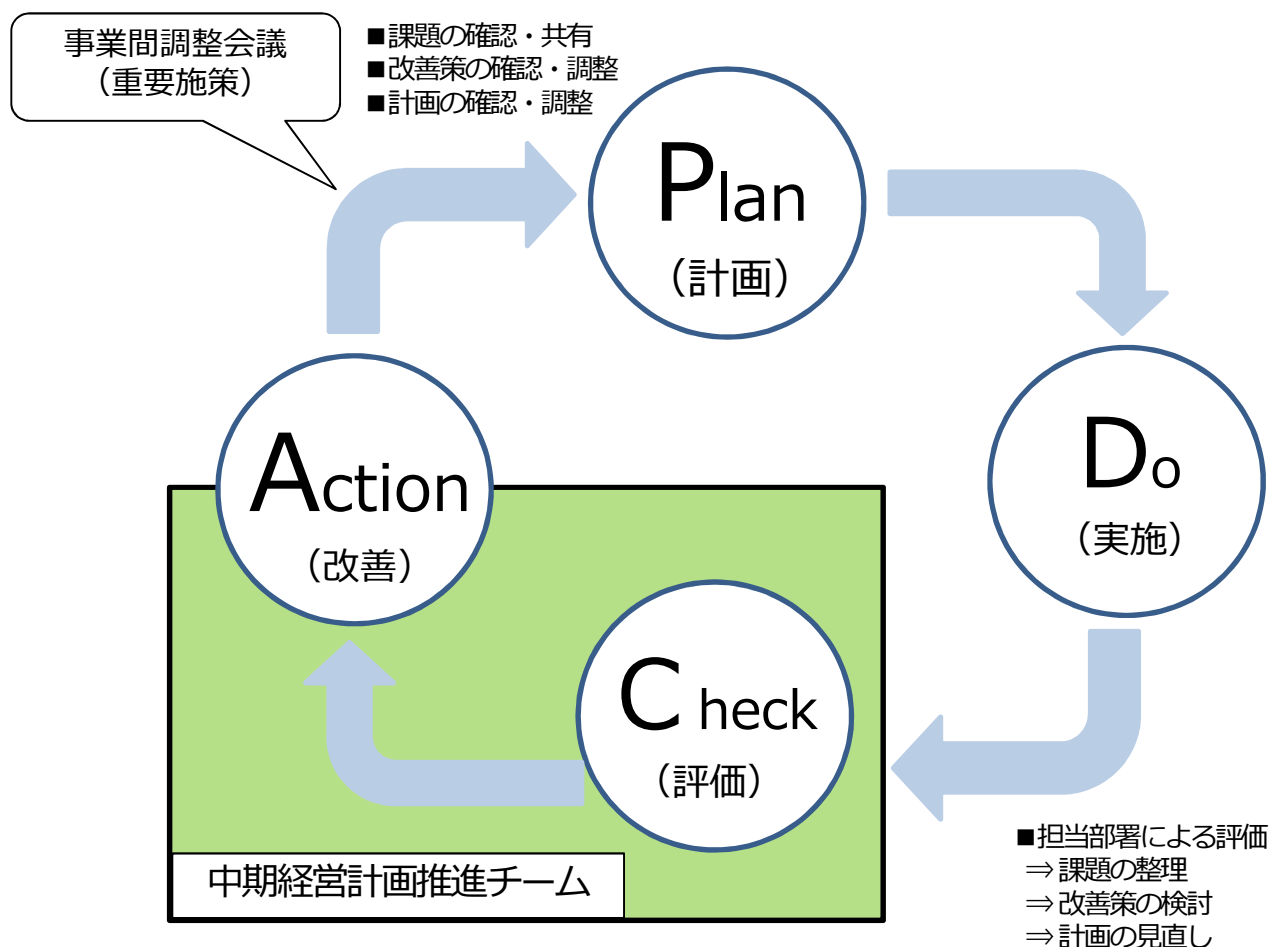 事業間調整会議
（重要施策）
■課題の確認・共有
■改善策の確認・調整
■計画の確認・調整
Plan
（計画）
Do
（実施）
Action
（改善）
C heck
（評価）
中期経営計画推進チーム
■担当部署による評価
⇒課題の整理
⇒改善策の検討
⇒計画の見直し